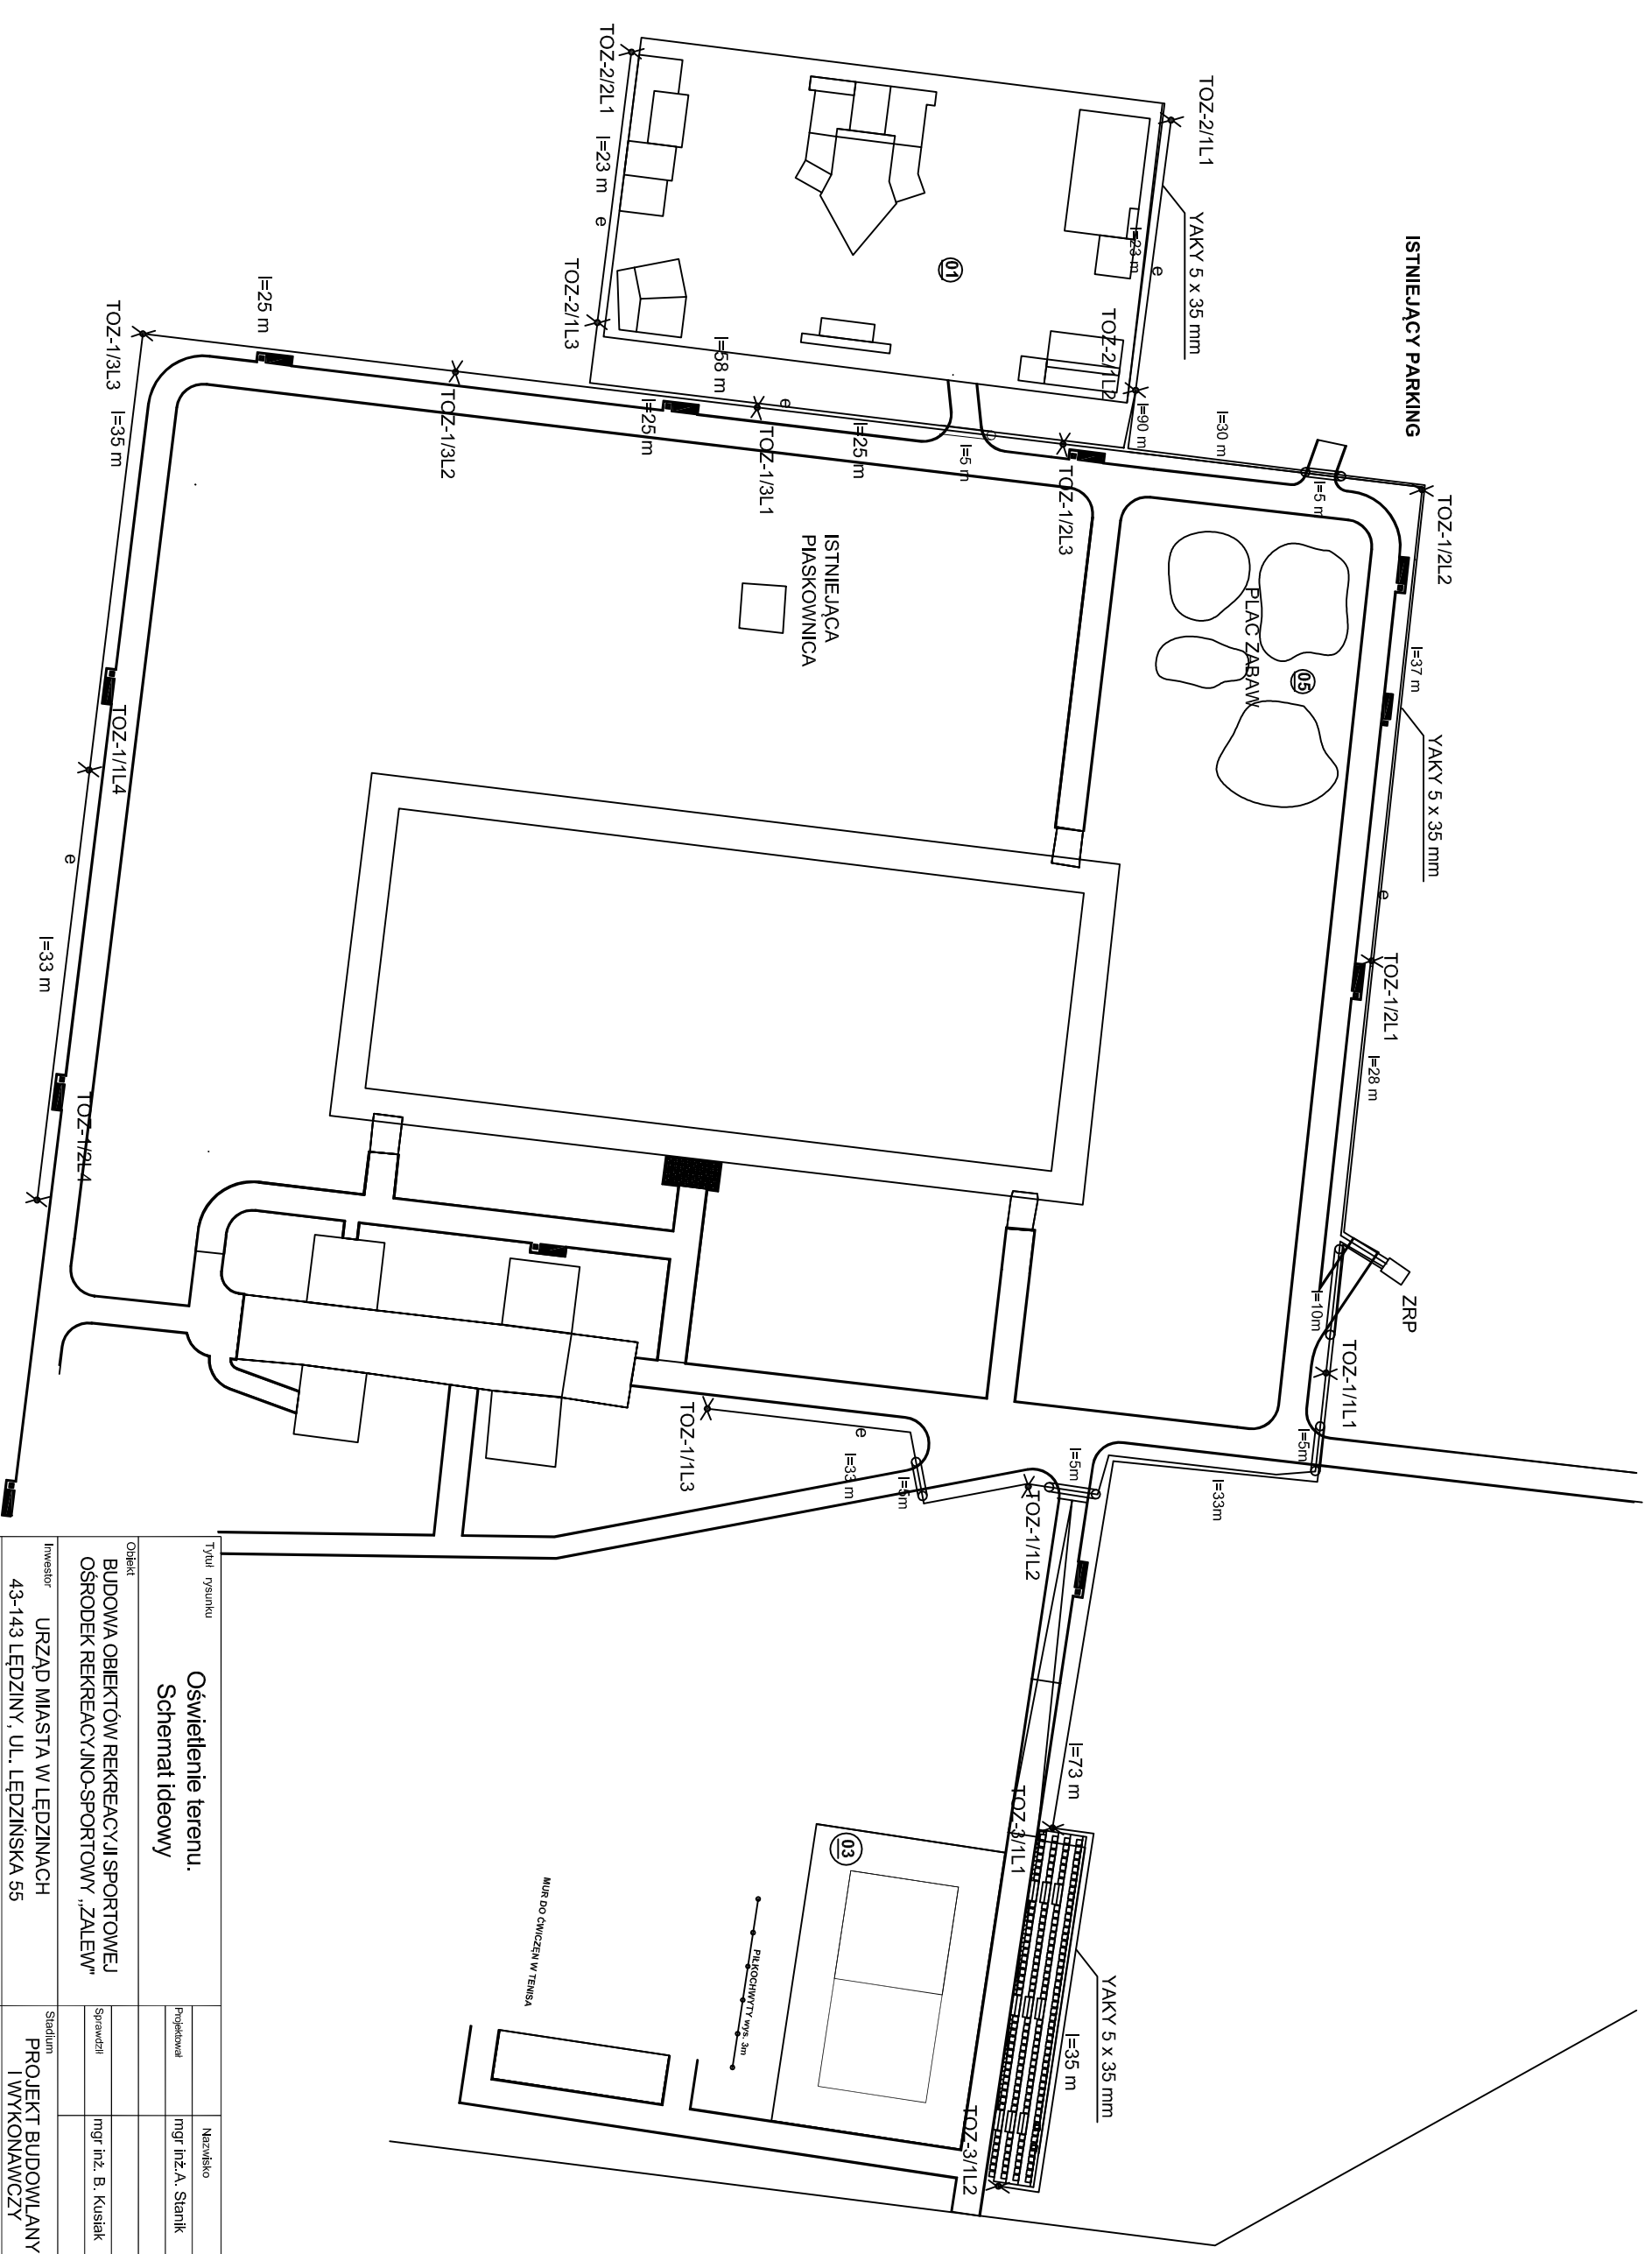 ISTNIEJĄCY PARKING
TOZ-2/1L1
YAKY 5 x 35 mm
e
l=23 m
01
TOZ-2/1L2
l=90 m
l=30 m
l=5 m
TOZ-1/2L2
l=37 m
YAKY 5 x 35 mm
e
TOZ-1/2L1
l=28 m
ZRP
l=10m
TOZ-1/1L1
l=5m
l=33m
PLAC ZABAW
05
TOZ-2/2L1
l=23 m
e
TOZ-2/1L3
l=58 m
e
l=25 m
l=5 m
TOZ-1/2L3
TOZ-1/3L1
l=25 m
TOZ-1/3L2
l=25 m
TOZ-1/3L3
l=35 m
TOZ-1/1L4
e
l=33 m
TOZ-1/2L4
ISTNIEJĄCA
PIASKOWNICA
TOZ-1/1L3
e
l=33 m
l=5m
TOZ-1/1L2
l=5m
l=73 m
TOZ-3/1L1
YAKY 5 x 35 mm
l=35 m
TOZ-3/1L2
03
PIŁKOCHWYTY wys. 3m
MUR DO ĆWICZEŃ W TENISA
Tytuł rysunku
Oświetlenie terenu.
Schemat ideowy
Obiekt
BUDOWA OBIEKTÓW REKREACYJI SPORTOWEJ
OŚRODEK REKREACYJNO-SPORTOWY ,,ZALEW"
Inwestor
URZĄD MIASTA W LĘDZINACH
43-143 LĘDZINY, UL. LĘDZIŃSKA 55
Nazwisko
Projektował
mgr inż.A. Stanik
Sprawdził
mgr inż. B. Kusiak
Stadium
PROJEKT BUDOWLANY
I WYKONAWCZY